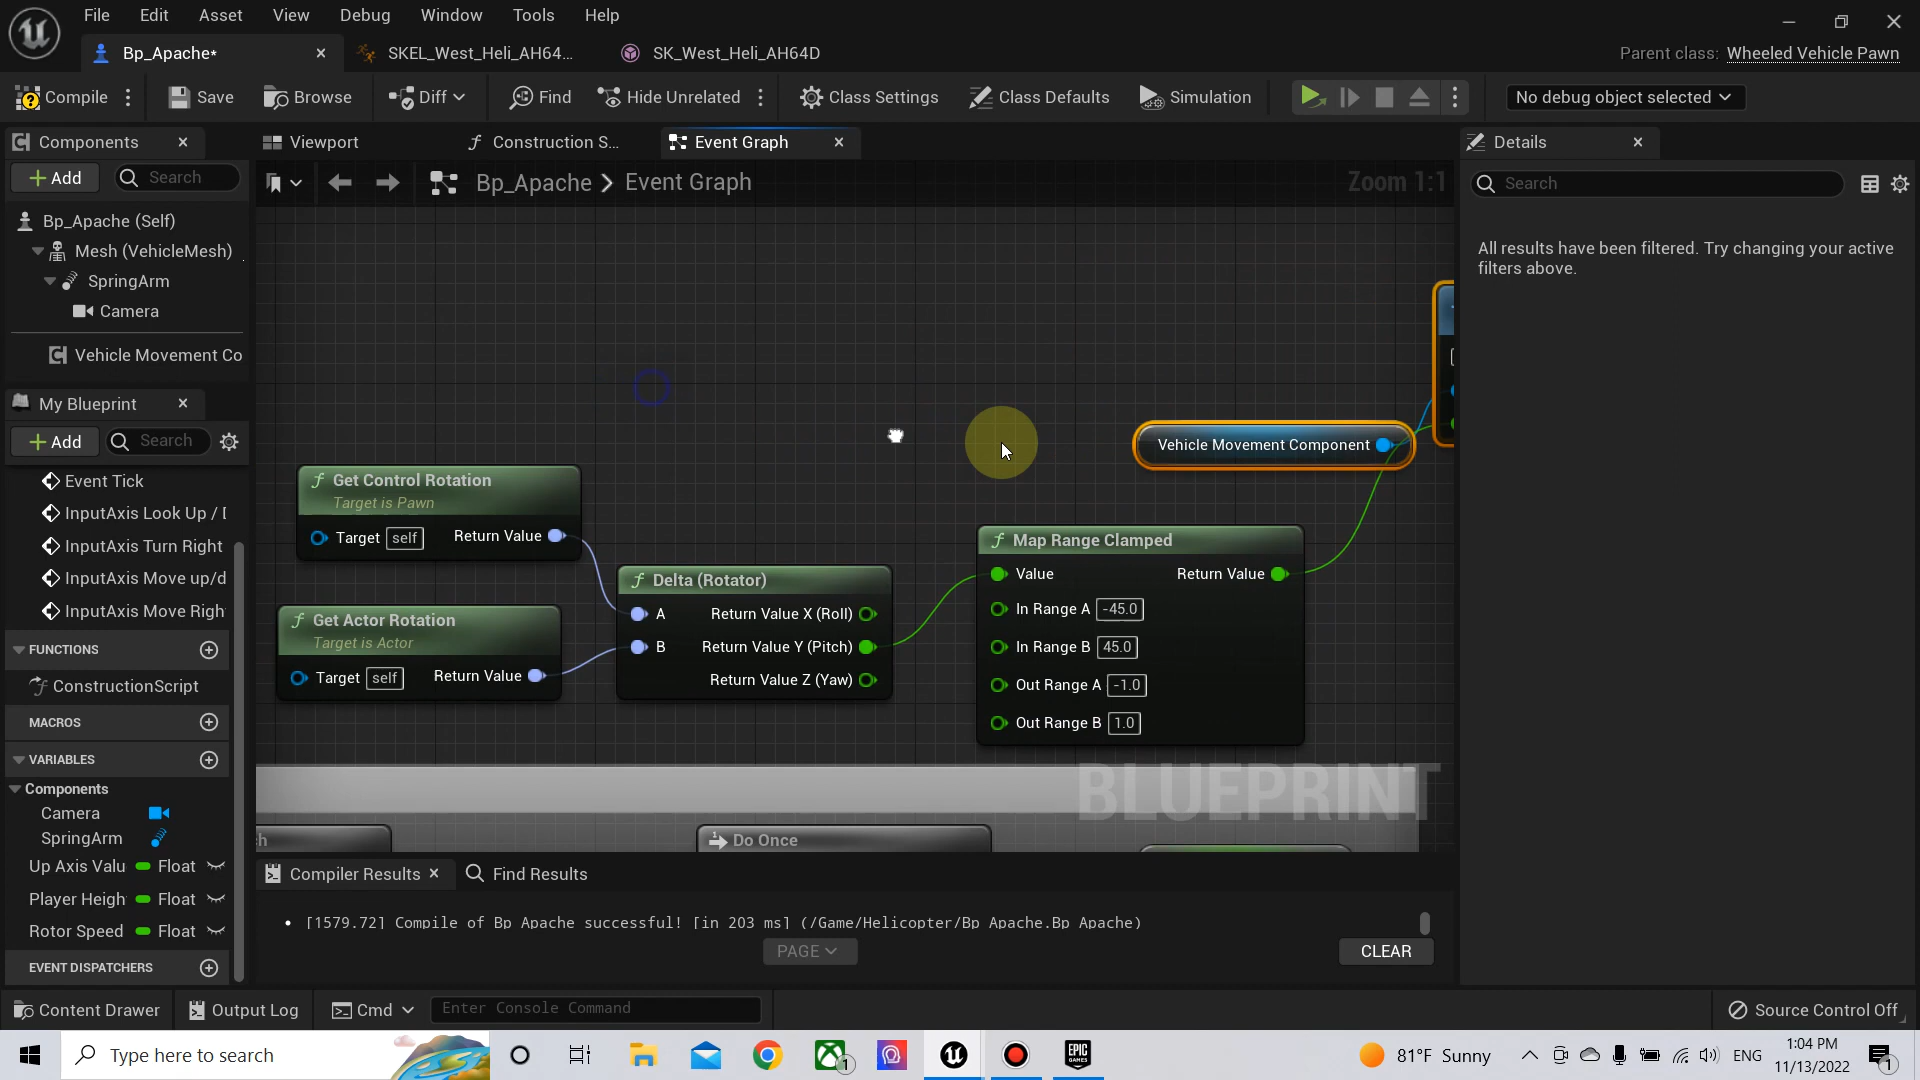 File Edit Asset View Debug Window Tools Help
Bp_Apache*
SKEL_West_Heli_AH64...
SK_West_Heli_AH64D
Parent class: Wheeled Vehicle Pawn
Compile
Save
Browse
Diff
Find
Hide Unrelated
Class Settings
Class Defaults
Simulation
No debug object selected
Components
Viewport
Construction S...
Event Graph
Details
Add
Search
Bp_Apache > Event Graph
Zoom 1:1
Search
Bp_Apache (Self)
Mesh (VehicleMesh)
SpringArm
Camera
Vehicle Movement Co
All results have been filtered. Try changing your active
filters above.
My Blueprint
Add
Search
Event Tick
InputAxis Look Up /
InputAxis Turn Right
InputAxis Move up/d
InputAxis Move Righ
FUNCTIONS
ConstructionScript
MACROS
VARIABLES
Components
Camera
SpringArm
Up Axis Valu Float
Player Heigh Float
Rotor Speed Float
EVENT DISPATCHERS
Vehicle Movement Component
Get Control Rotation
Target is Pawn
Target self Return Value
Get Actor Rotation
Target is Actor
Target self Return Value
Delta (Rotator)
A Return Value X (Roll)
B Return Value Y (Pitch)
Return Value Z (Yaw)
Map Range Clamped
Value Return Value
In Range A -45.0
In Range B 45.0
Out Range A -1.0
Out Range B 1.0
BLUEPRINT
Do Once
Compiler Results
Find Results
[1579.72] Compile of Bp Apache successful! [in 203 ms] (/Game/Helicopter/Bp Apache.Bp Apache)
PAGE
CLEAR
Content Drawer
Output Log
Cmd
Enter Console Command
Source Control Off
Type here to search
1
EPIC
GAMES
81°F Sunny
ENG
1:04 PM
11/13/2022
1